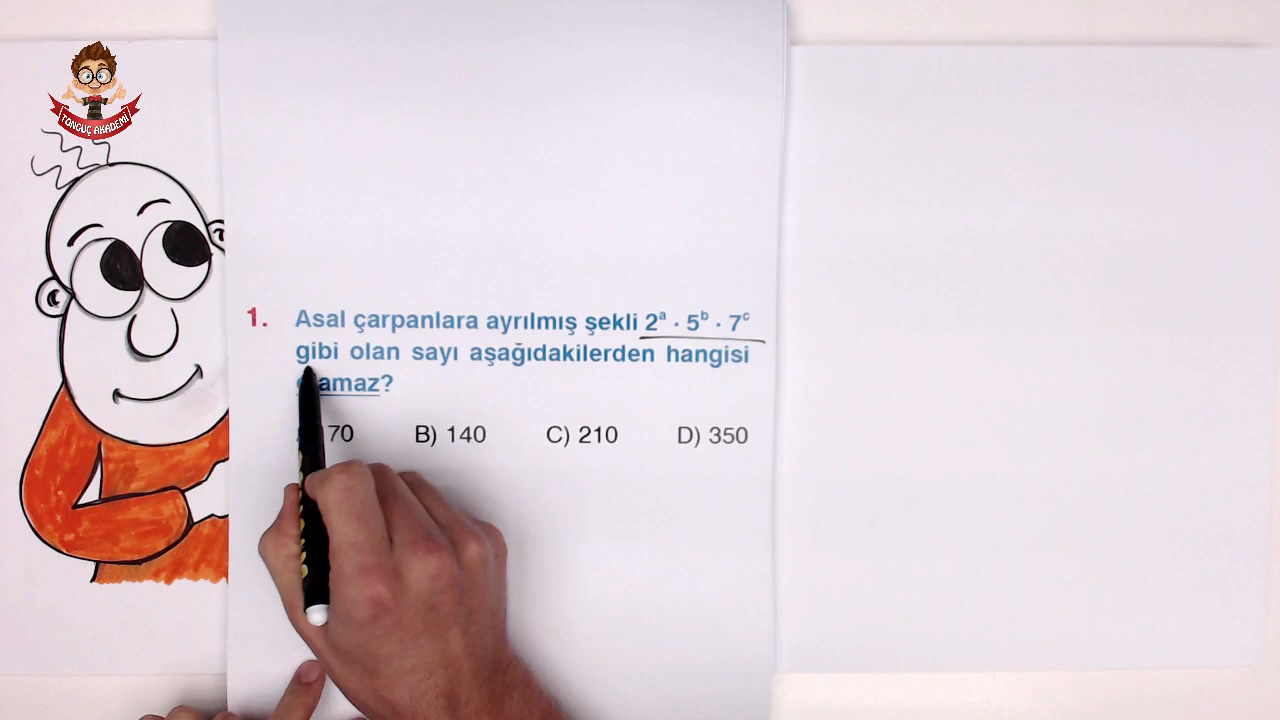 TONGUÇ AKADEMİ
1. Asal çarpanlara ayrılmış şekli 2ᵃ · 5ᵇ · 7ᶜ
gibi olan sayı aşağıdakilerden hangisi
amaz?
70 B) 140 C) 210 D) 350